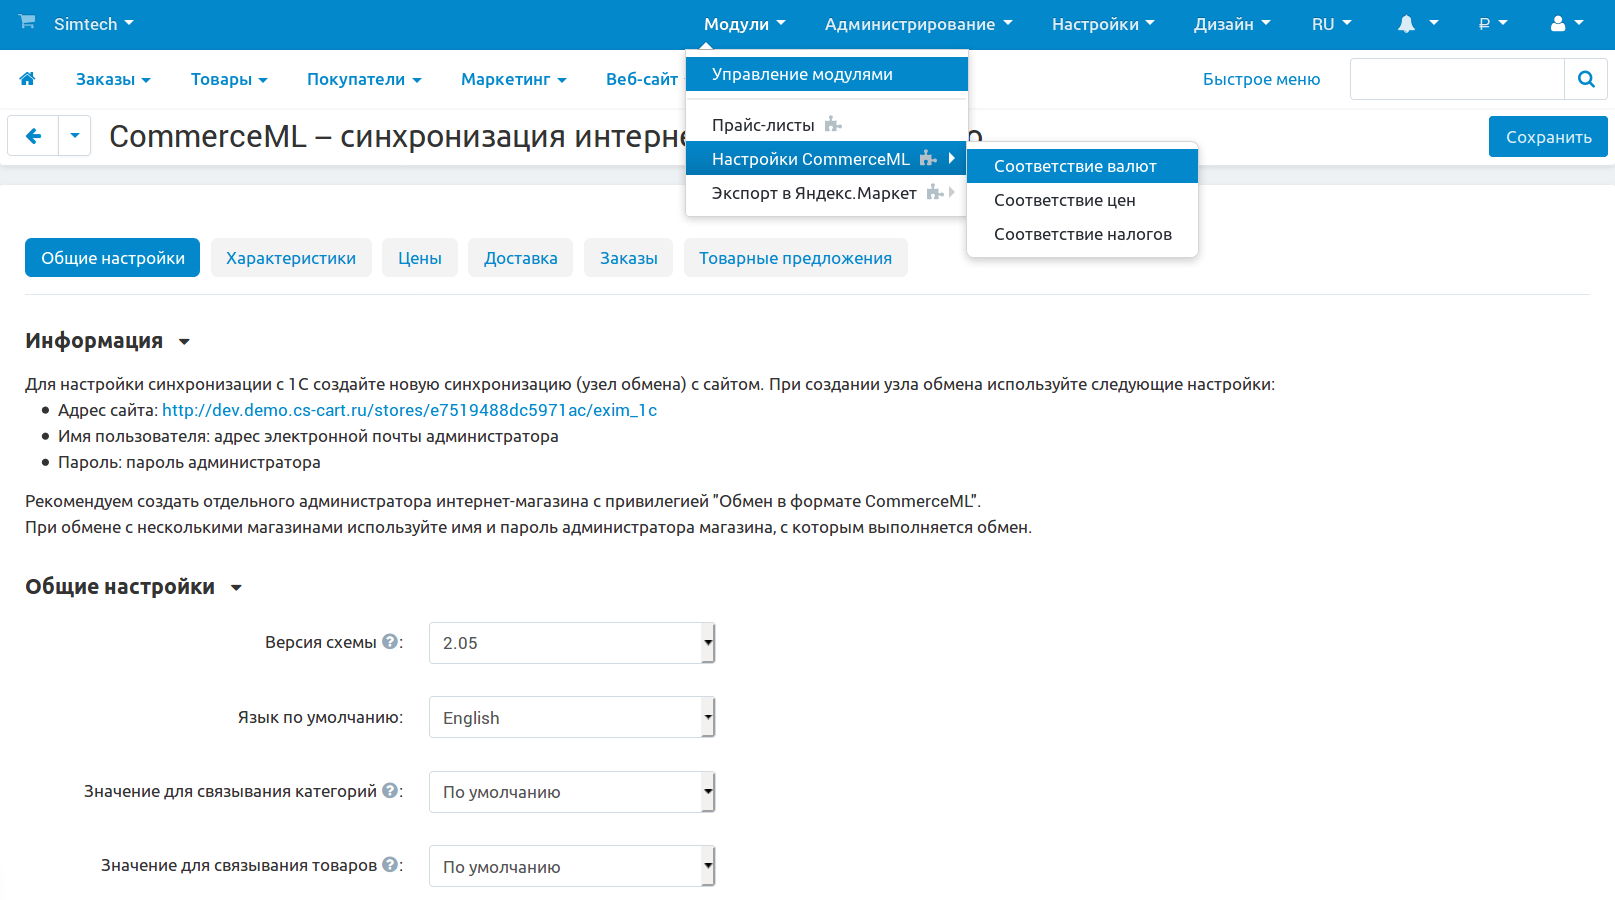 Simtech
Модули
Администрирование
Настройки
Дизайн
RU
₽
Заказы
Товары
Покупатели
Маркетинг
Веб-сайт
Быстрое меню
Управление модулями
Прайс-листы
Настройки CommerceML
Экспорт в Яндекс.Маркет
Соответствие валют
Соответствие цен
Соответствие налогов
CommerceML – синхронизация
Сохранить
Общие настройки
Характеристики
Цены
Доставка
Заказы
Товарные предложения
Информация
Для настройки синхронизации с 1С создайте новую синхронизацию (узел обмена) с сайтом. При создании узла обмена используйте следующие настройки:
Адрес сайта: http://dev.demo.cs-cart.ru/stores/e7519488dc5971ac/exim_1c
Имя пользователя: адрес электронной почты администратора
Пароль: пароль администратора
Рекомендуем создать отдельного администратора интернет-магазина с привилегией "Обмен в формате CommerceML".
При обмене с несколькими магазинами используйте имя и пароль администратора магазина, с которым выполняется обмен.
Общие настройки
Версия схемы ?:
2.05
Язык по умолчанию:
English
Значение для связывания категорий ?:
По умолчанию
Значение для связывания товаров ?:
По умолчанию